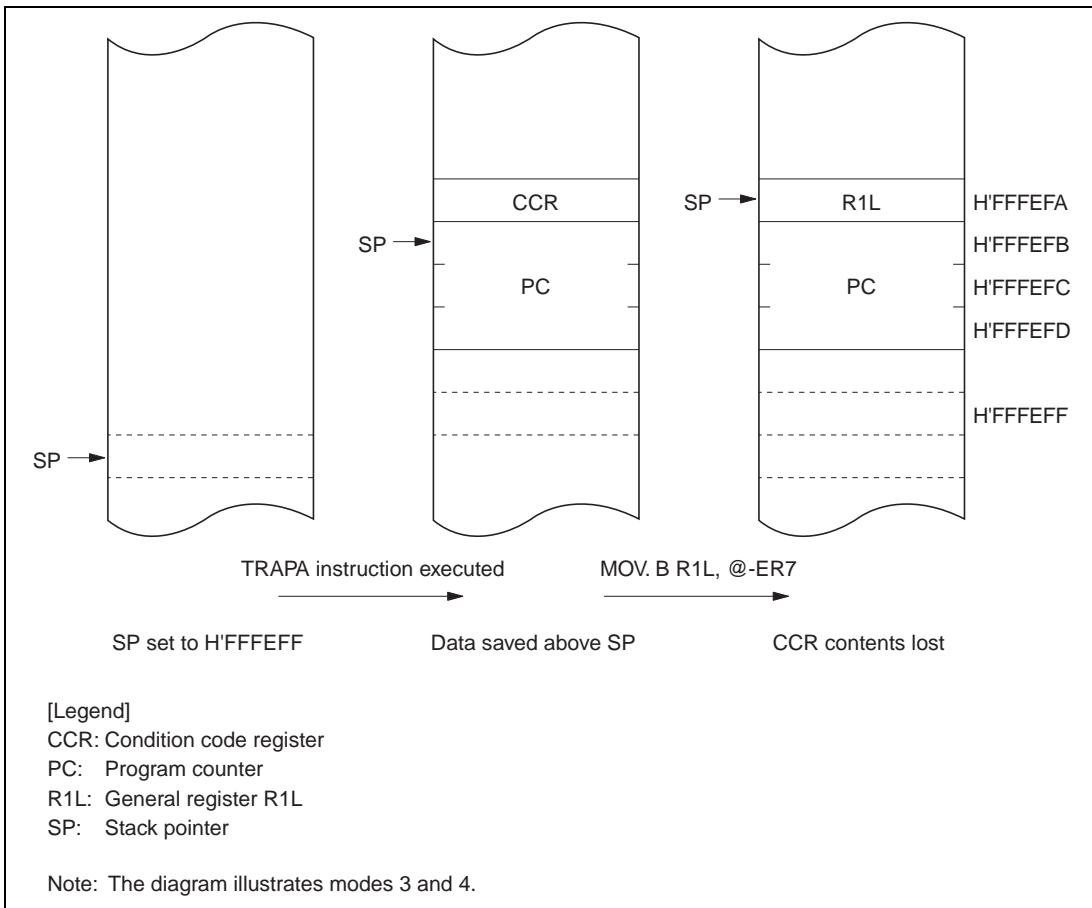 CCR
SP
R1L
H'FFFEFA
SP
H'FFFEFB
PC
PC
H'FFFEFC
H'FFFEFD
H'FFFEFF
SP
TRAPA instruction executed
MOV. B R1L, @-ER7
SP set to H'FFFEFF
Data saved above SP
CCR contents lost
[Legend]
CCR: Condition code register
PC: Program counter
R1L: General register R1L
SP: Stack pointer
Note: The diagram illustrates modes 3 and 4.